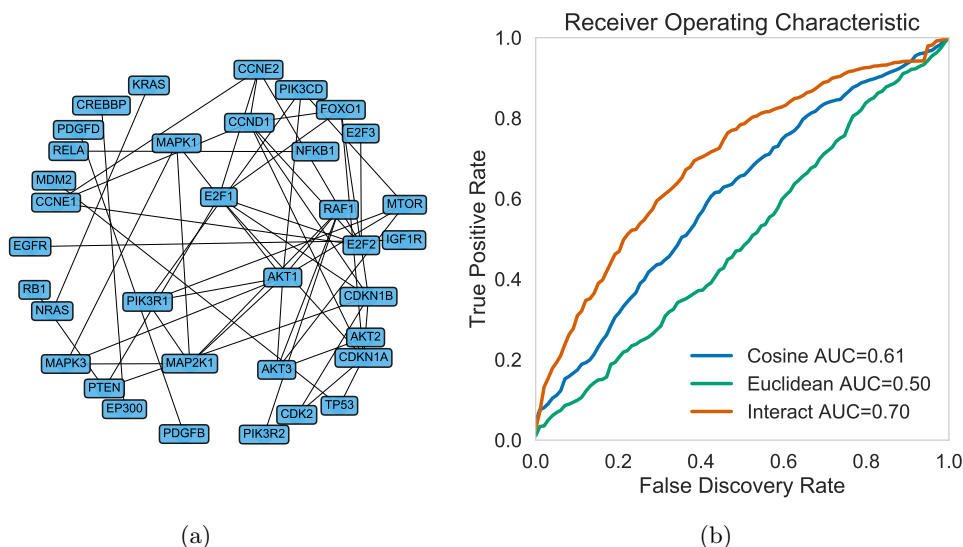 CCNE2
KRAS
PIK3CD
CREBBP
FOXO1
CCND1
PDGFD
E2F3
MAPK1
RELA
NFKB1
MDM2
E2F1
CCNE1
RAF1
MTOR
EGFR
E2F2
IGF1R
AKT1
RB1
CDKN1B
NRAS
PIK3R1
AKT2
CDKN1A
MAPK3
MAP2K1
AKT3
PTEN
EP300
TP53
CDK2
PDGFB
PIK3R2
(a)
Receiver Operating Characteristic
1.0
0.8
0.6
0.4
0.2
0.0
True Positive Rate
Cosine AUC=0.61
Euclidean AUC=0.50
Interact AUC=0.70
0.0 0.2 0.4 0.6 0.8 1.0
False Discovery Rate
(b)